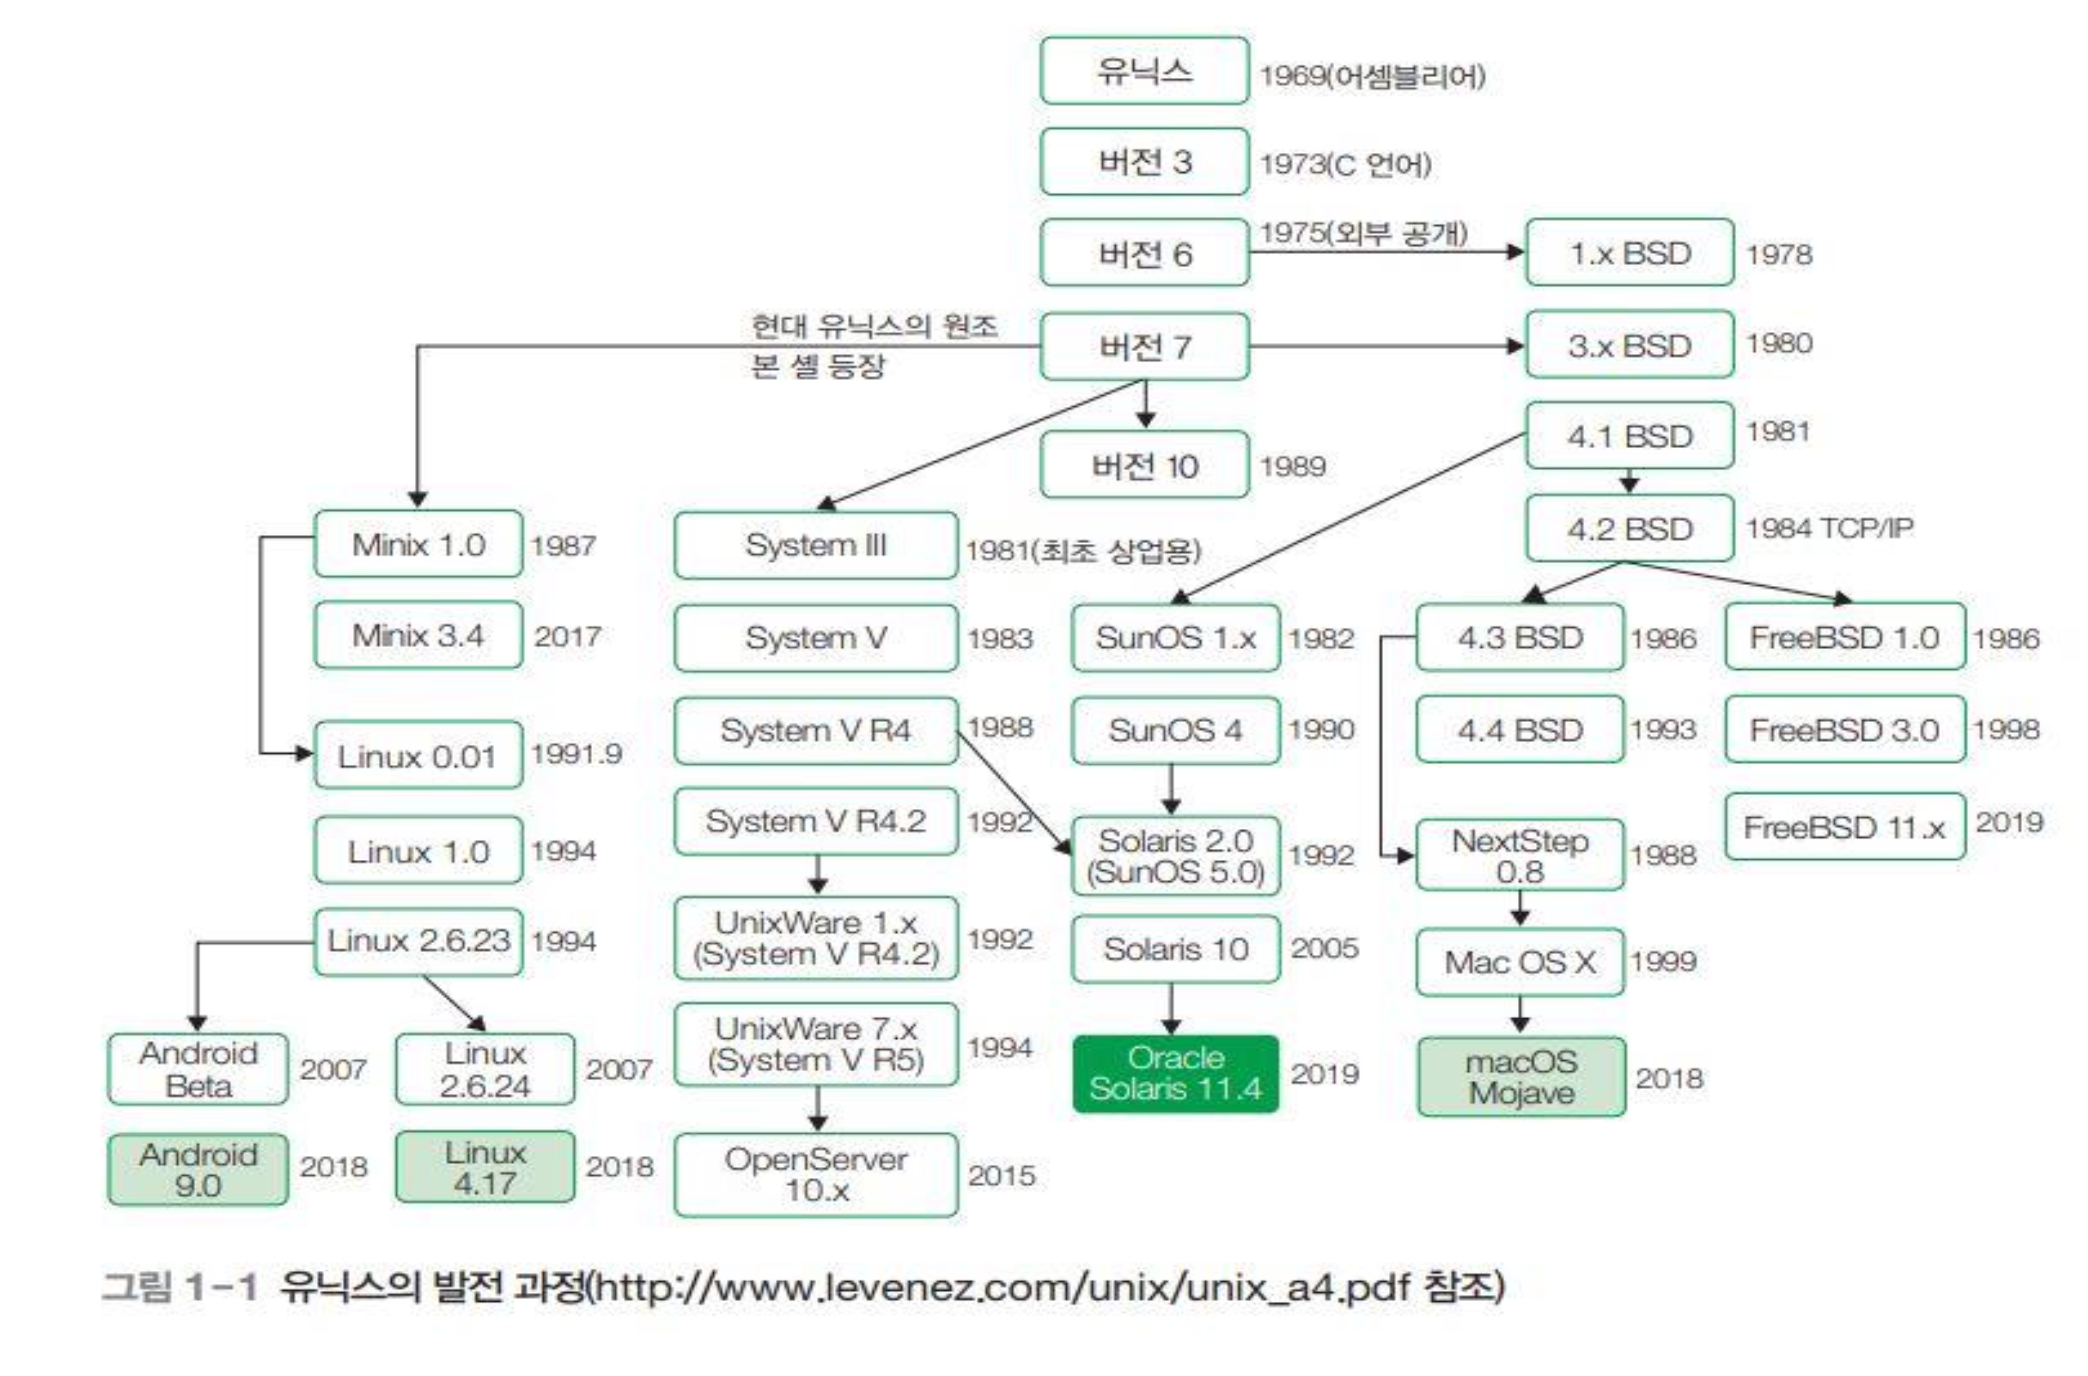 유닉스 1969(어셈블리어)
버전 3 1973(C 언어)
버전 6 1975(외부 공개) 1.x BSD 1978
현대 유닉스의 원조
본 셸 등장
버전 7 3.x BSD 1980
4.1 BSD 1981
버전 10 1989
4.2 BSD 1984 TCP/IP
Minix 1.0 1987
System III 1981(최초 상업용)
Minix 3.4 2017
System V 1983
SunOS 1.x 1982
4.3 BSD 1986
FreeBSD 1.0 1986
System V R4 1988
SunOS 4 1990
4.4 BSD 1993
FreeBSD 3.0 1998
Linux 0.01 1991.9
System V R4.2 1992
FreeBSD 11.x 2019
Linux 1.0 1994
Solaris 2.0
(SunOS 5.0) 1992
NextStep
0.8 1988
Linux 2.6.23 1994
UnixWare 1.x
(System V R4.2) 1992
Solaris 10 2005
Mac OS X 1999
Android
Beta 2007
Linux
2.6.24 2007
UnixWare 7.x
(System V R5) 1994
Oracle
Solaris 11.4 2019
macOS
Mojave 2018
Android
9.0 2018
Linux
4.17 2018
OpenServer
10.x 2015
그림 1-1 유닉스의 발전 과정(http://www.levenez.com/unix/unix_a4.pdf 참조)